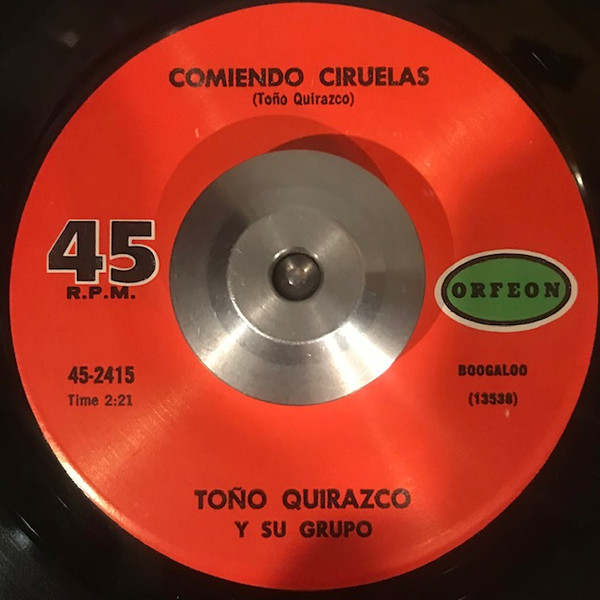 COMIENDO CIRUELAS
(Toño Quirazco)
45
R.P.M.
ORFEON
45-2415
Time 2:21
BOOGALOO
(13538)
TOÑO QUIRAZCO
Y SU GRUPO